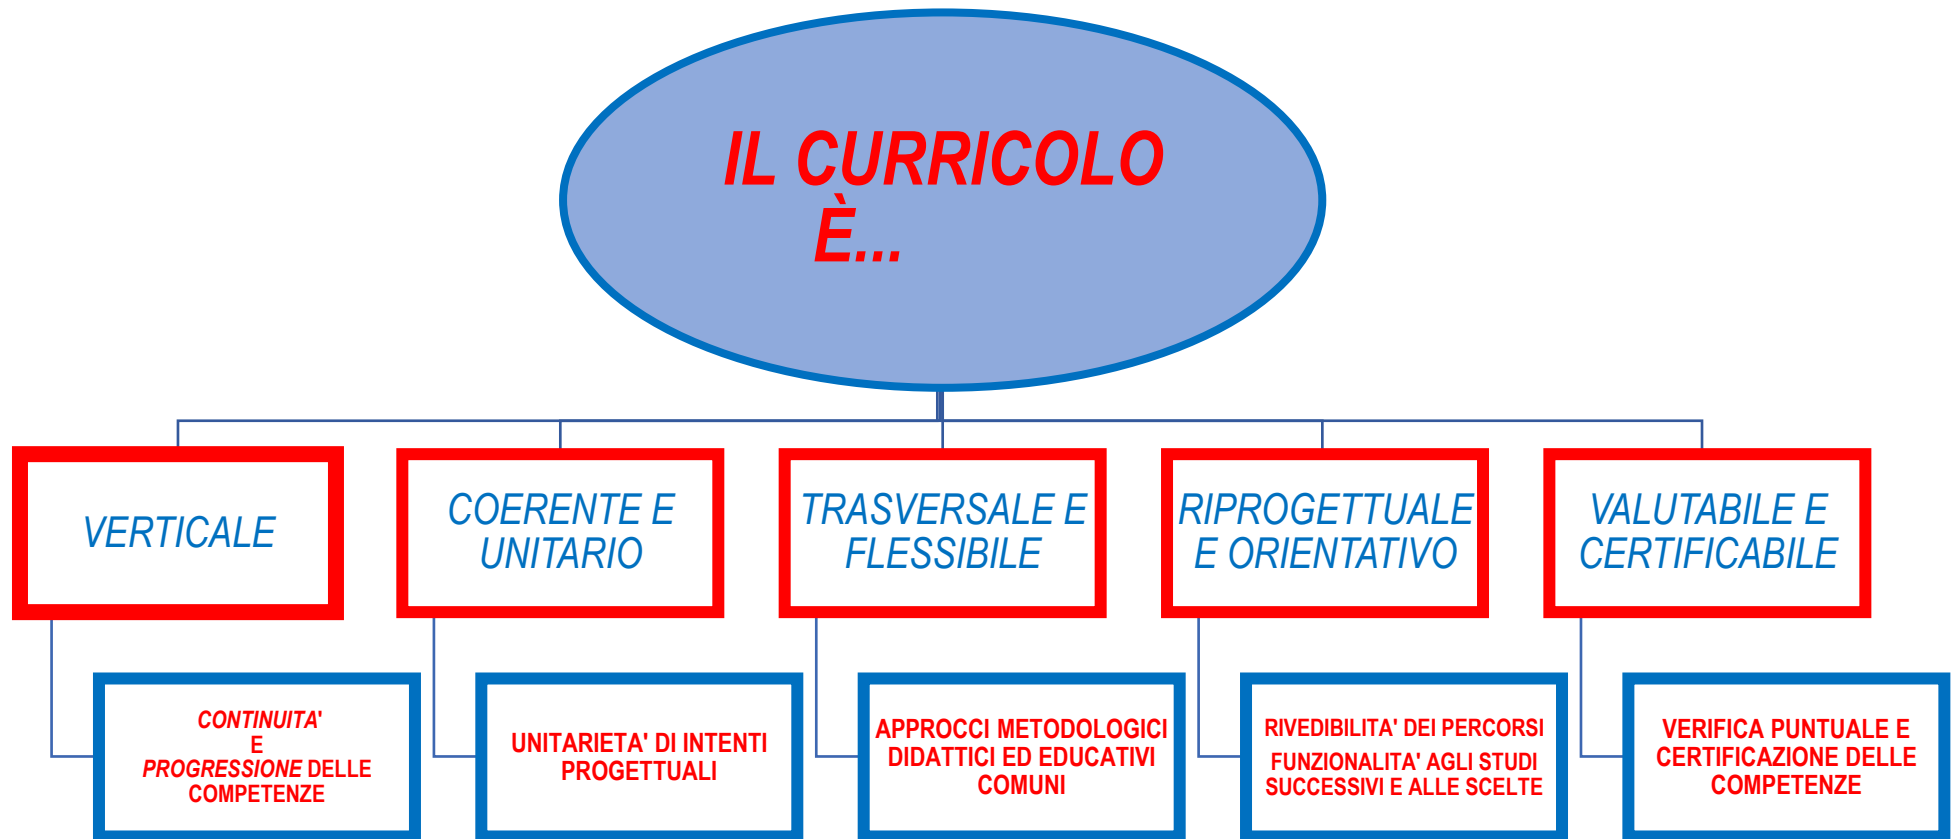 IL CURRICOLO
È...
VERTICALE
COERENTE E
UNITARIO
TRASVERSALE E
FLESSIBILE
RIPROGETTUALE
E ORIENTATIVO
VALUTABILE E
CERTIFICABILE
CONTINUITA'
E
PROGRESSIONE DELLE
COMPETENZE
UNITARIETA' DI INTENTI
PROGETTUALI
APPROCCI METODOLOGICI
DIDATTICI ED EDUCATIVI
COMUNI
RIVEDIBILITA' DEI PERCORSI
FUNZIONALITA' AGLI STUDI
SUCCESSIVI E ALLE SCELTE
VERIFICA PUNTUALE E
CERTIFICAZIONE DELLE
COMPETENZE